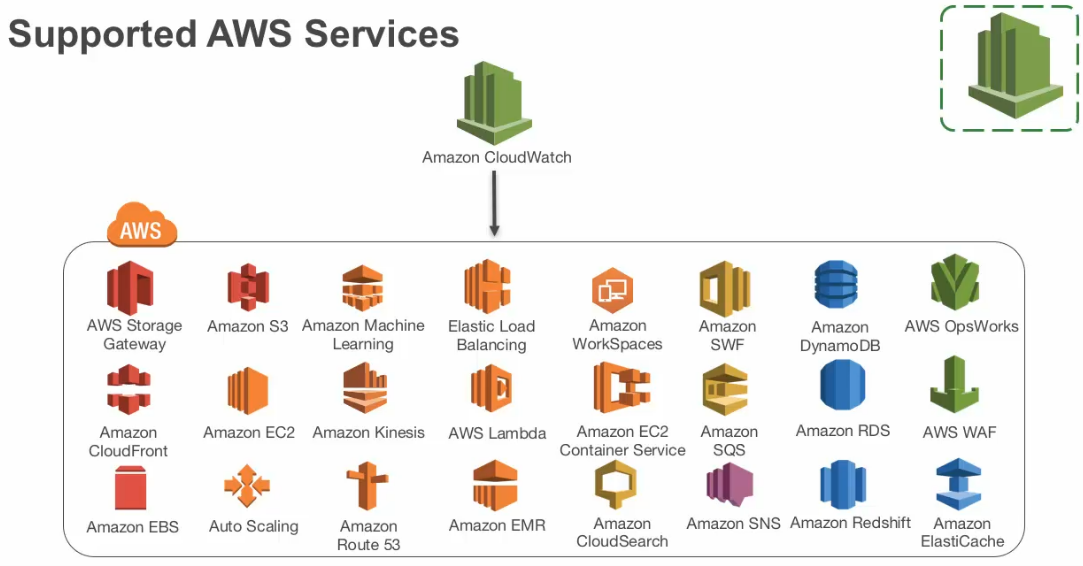 Supported AWS Services
Amazon CloudWatch
AWS
AWS Storage
Gateway
Amazon S3
Amazon Machine
Learning
Elastic Load
Balancing
Amazon
WorkSpaces
Amazon
SWF
Amazon
DynamoDB
AWS OpsWorks
Amazon
CloudFront
Amazon EC2
Amazon Kinesis
AWS Lambda
Amazon EC2
Container Service
Amazon
SQS
Amazon RDS
AWS WAF
Amazon EBS
Auto Scaling
Amazon
Route 53
Amazon EMR
Amazon
CloudSearch
Amazon SNS
Amazon Redshift
Amazon
ElastiCache